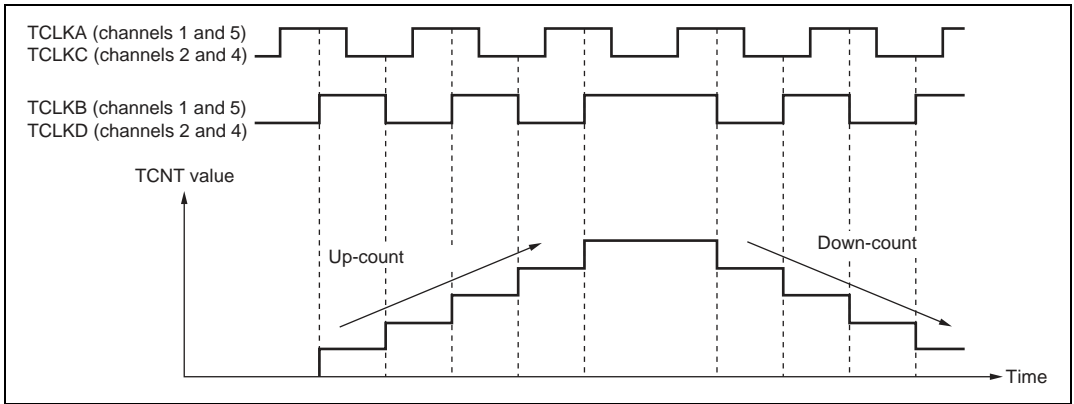 TCLKA (channels 1 and 5)
TCLKC (channels 2 and 4)
TCLKB (channels 1 and 5)
TCLKD (channels 2 and 4)
TCNT value
Up-count
Down-count
Time